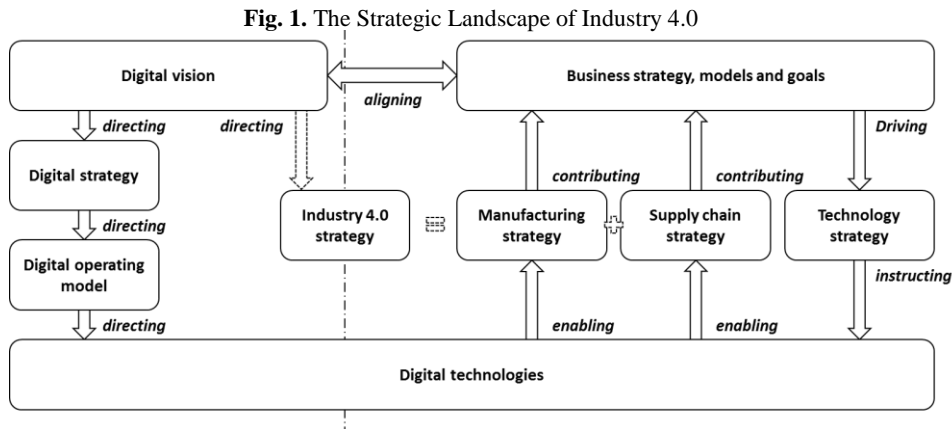 Fig. 1. The Strategic Landscape of Industry 4.0
Digital vision
Business strategy, models and goals
aligning
directing
directing
Driving
Digital strategy
contributing
contributing
directing
Industry 4.0
strategy
Manufacturing
strategy
Supply chain
strategy
Technology
strategy
Digital operating
model
instructing
directing
enabling
enabling
Digital technologies